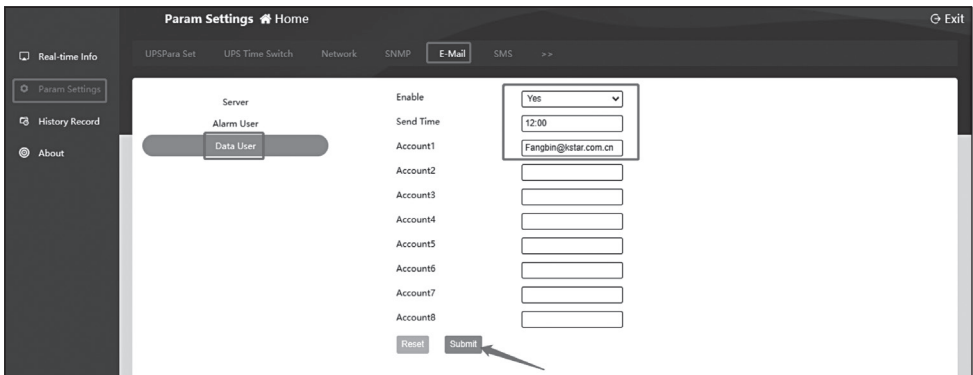 Param Settings Home
Exit
Real-time Info
Param Settings
History Record
About
UPSPara Set UPS Time Switch Network SNMP E-Mail SMS >>
Server
Alarm User
Data User
Enable Yes
Send Time 12:00
Account1 Fangbin@kstar.com.cn
Account2
Account3
Account4
Account5
Account6
Account7
Account8
Reset Submit